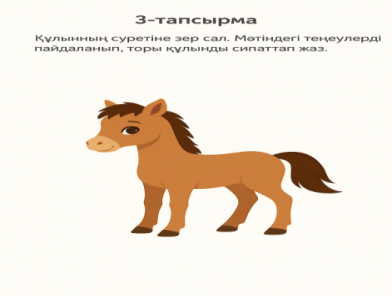 3-тапсырма
Құлынның суретіне зер сал. Мәтіндегі теңеулерді
пайдаланып, торы құлынды сипаттап жаз.